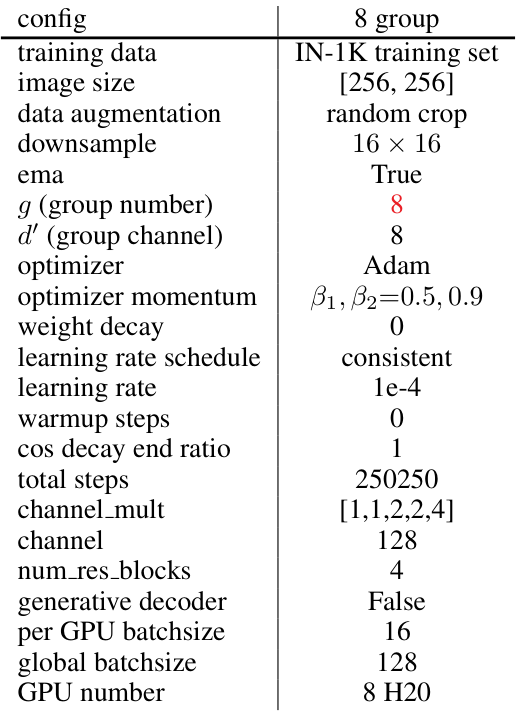 config 8 group
training data IN-1K training set
image size [256, 256]
data augmentation random crop
downsample 16 × 16
ema True
g (group number) 8
d′ (group channel) 8
optimizer Adam
optimizer momentum β₁, β₂=0.5, 0.9
weight decay 0
learning rate schedule consistent
learning rate 1e-4
warmup steps 0
cos decay end ratio 1
total steps 250250
channel_mult [1,1,2,2,4]
channel 128
num_res_blocks 4
generative decoder False
per GPU batchsize 16
global batchsize 128
GPU number 8 H20